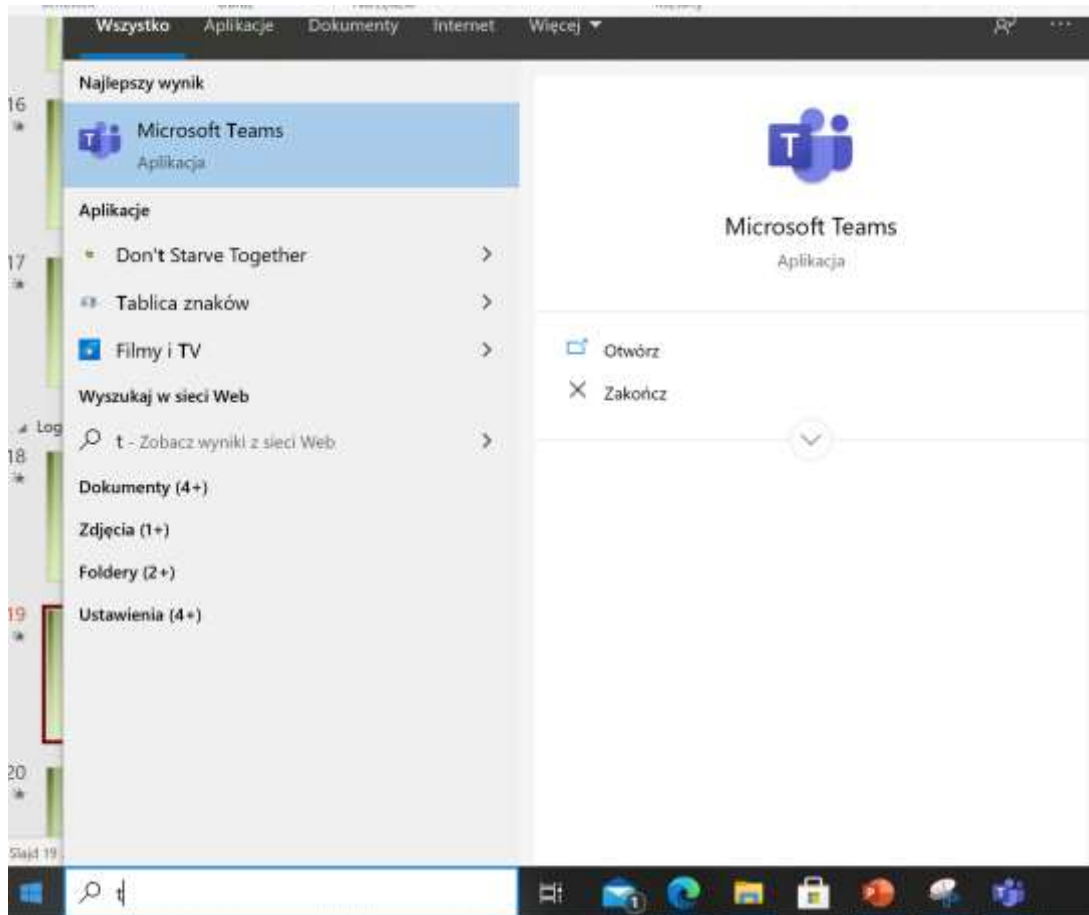 Wszystko Aplikacje Dokumenty Internet Więcej
Najlepszy wynik
Microsoft Teams
Aplikacja
Aplikacje
Don't Starve Together
Tablica znaków
Filmy i TV
Wyszukaj w sieci Web
t - Zobacz wyniki z sieci Web
Dokumenty (4+)
Zdjęcia (1+)
Foldery (2+)
Ustawienia (4+)
T
Microsoft Teams
Aplikacja
Otwórz
Zakończ
16
17
Log
18
19
20
Slajd 19
t
1